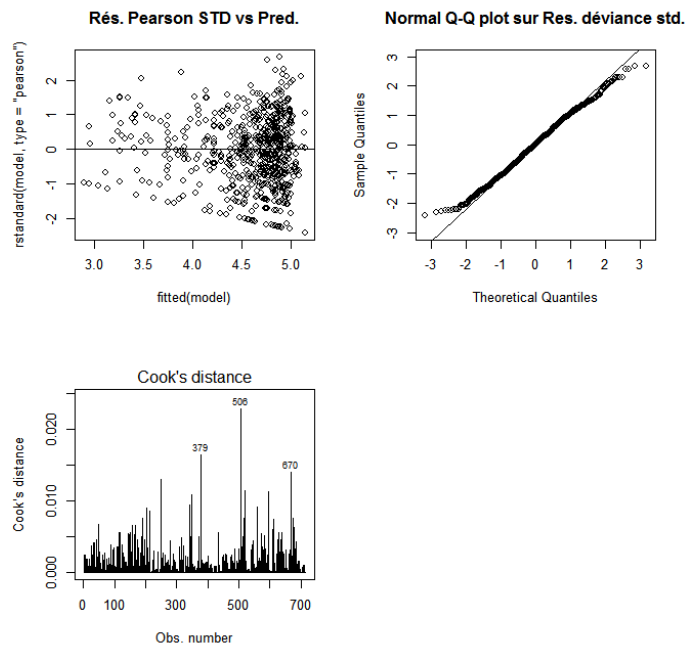 Rés. Pearson STD vs Pred.
rstandard(model, type = "pearson")
2
1
0
-1
-2
3.0 3.5 4.0 4.5 5.0
fitted(model)
Normal Q-Q plot sur Res. déviance std.
Sample Quantiles
3
2
1
0
-1
-2
-3
-3 -2 -1 0 1 2 3
Theoretical Quantiles
Cook's distance
Cook's distance
0.020
0.010
0.000
506
379
670
0 100 300 500 700
Obs. number